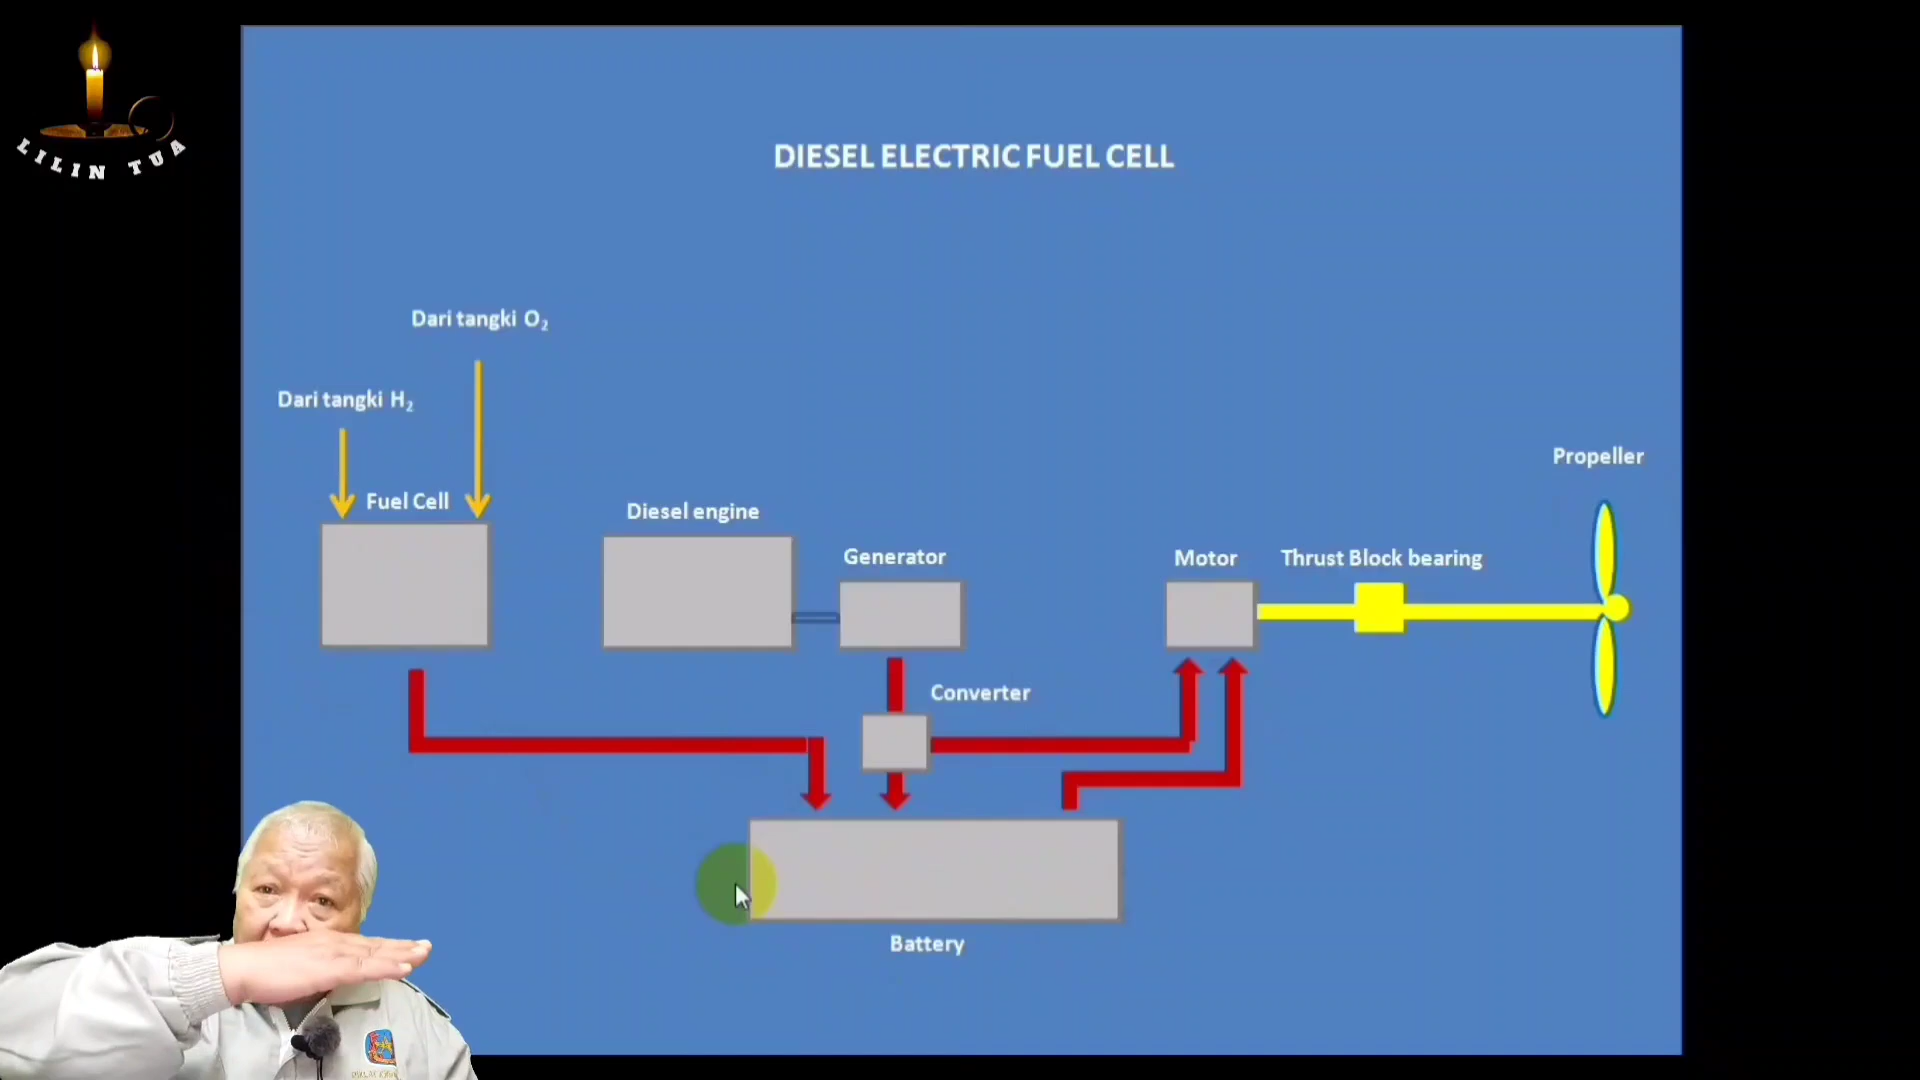 LILIN TUA
DIESEL ELECTRIC FUEL CELL
Dari tangki O₂
Dari tangki H₂
Propeller
Fuel Cell
Diesel engine
Generator
Motor
Thrust Block bearing
Converter
Battery